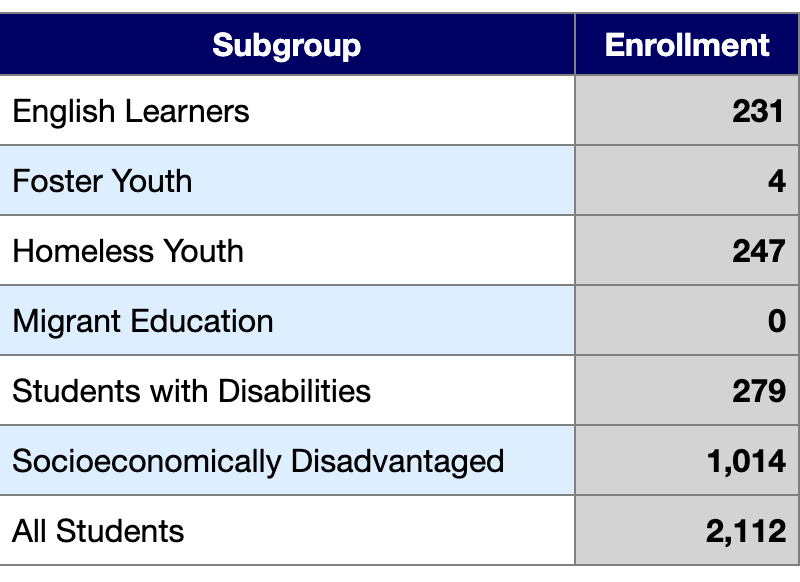 Subgroup Enrollment
English Learners 231
Foster Youth 4
Homeless Youth 247
Migrant Education 0
Students with Disabilities 279
Socioeconomically Disadvantaged 1,014
All Students 2,112